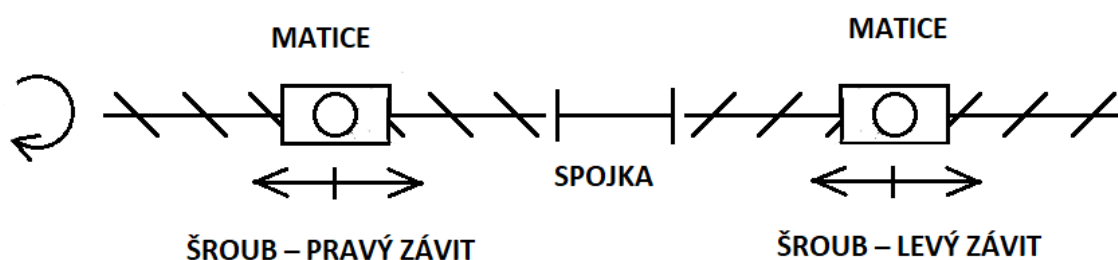 MATICE
MATICE
SPOJKA
ŠROUB – PRAVÝ ZÁVIT
ŠROUB – LEVÝ ZÁVIT